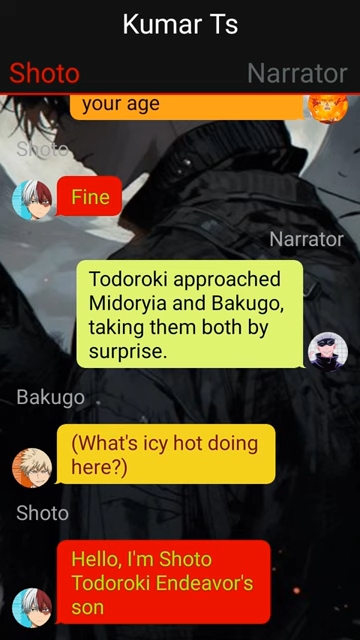 Kumar Ts
Shoto
Narrator
your age
Shoto
Fine
Narrator
Todoroki approached
Midoryia and Bakugo,
taking them both by
surprise.
Bakugo
(What's icy hot doing
here?)
Shoto
Hello, I'm Shoto
Todoroki Endeavor's
son